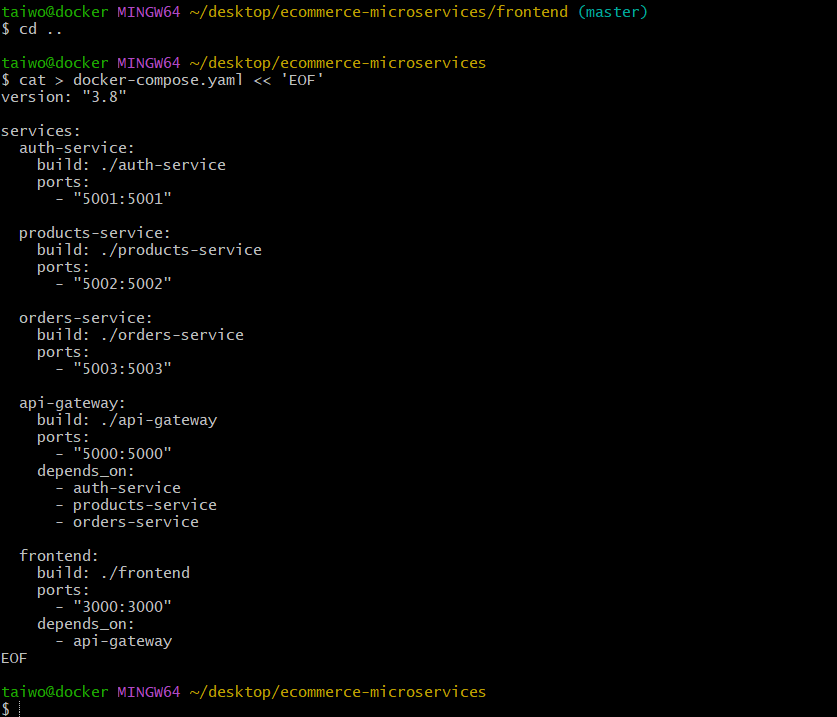 taiwo@docker MINGW64 ~/desktop/ecommerce-microservices/frontend (master)
$ cd ..

taiwo@docker MINGW64 ~/desktop/ecommerce-microservices
$ cat > docker-compose.yaml << 'EOF'
version: "3.8"

services:
  auth-service:
    build: ./auth-service
    ports:
      - "5001:5001"

  products-service:
    build: ./products-service
    ports:
      - "5002:5002"

  orders-service:
    build: ./orders-service
    ports:
      - "5003:5003"

  api-gateway:
    build: ./api-gateway
    ports:
      - "5000:5000"
    depends_on:
      - auth-service
      - products-service
      - orders-service

  frontend:
    build: ./frontend
    ports:
      - "3000:3000"
    depends_on:
      - api-gateway
EOF

taiwo@docker MINGW64 ~/desktop/ecommerce-microservices
$